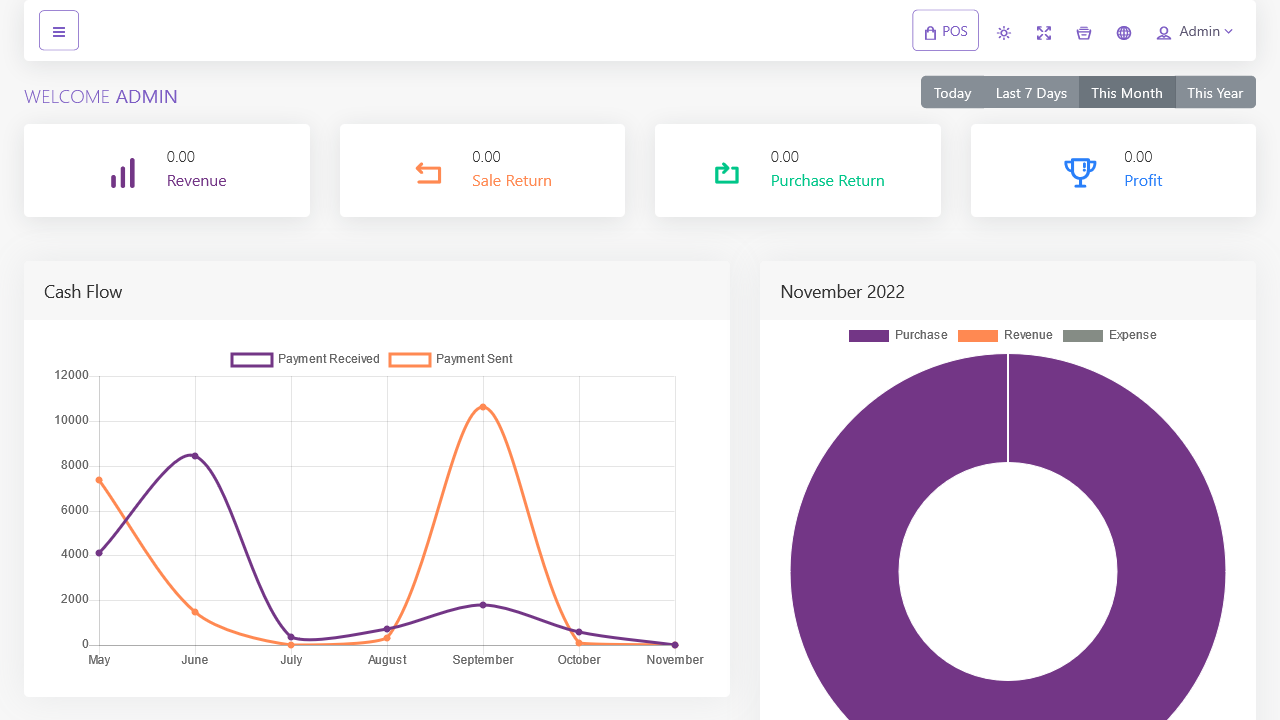 POS
Admin
WELCOME ADMIN
Today Last 7 Days This Month This Year
0.00
Revenue
0.00
Sale Return
0.00
Purchase Return
0.00
Profit
Cash Flow
Payment Received Payment Sent
12000
10000
8000
6000
4000
2000
0
May June July August September October November
November 2022
Purchase Revenue Expense